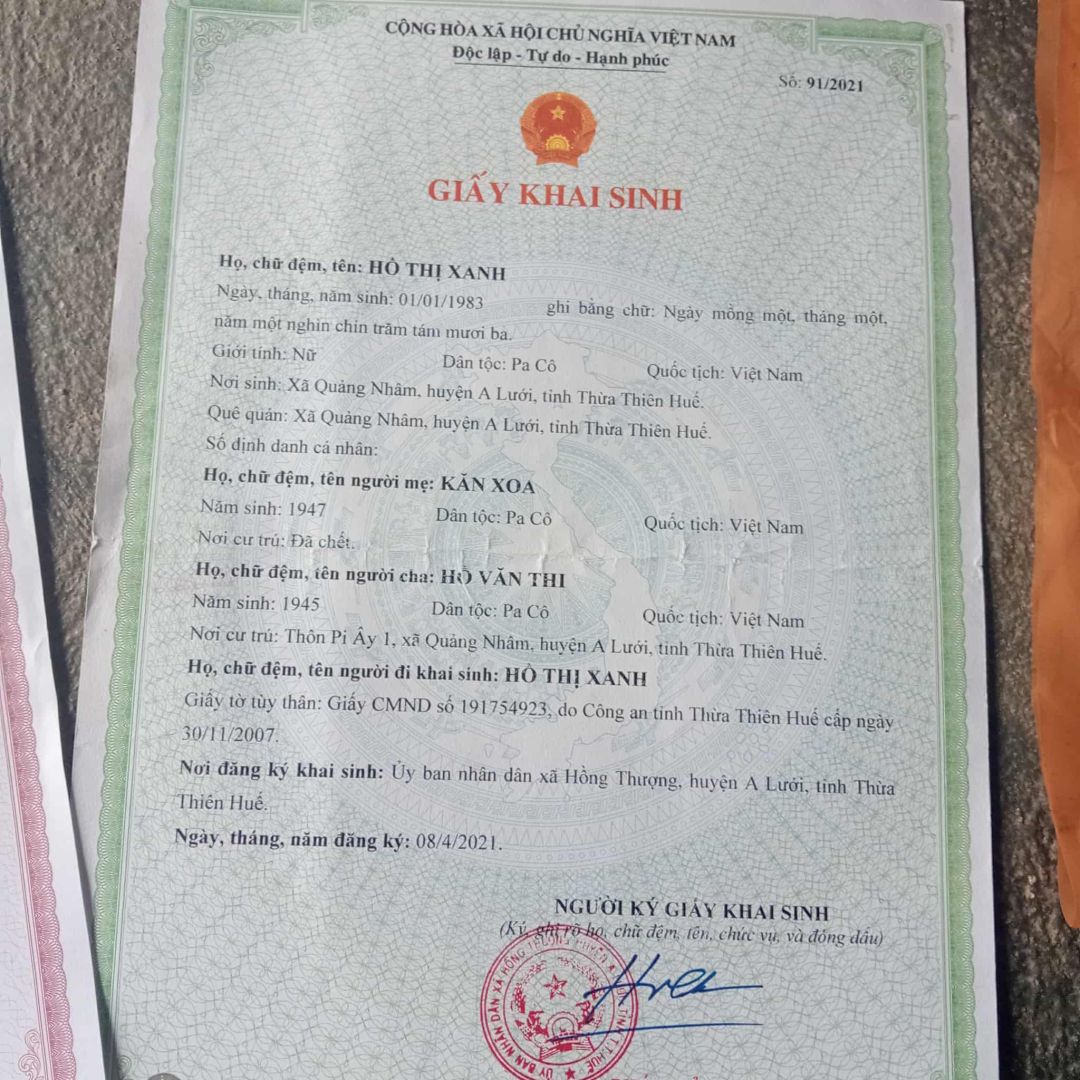 CỘNG HÒA XÃ HỘI CHỦ NGHĨA VIỆT NAM
Độc lập - Tự do - Hạnh phúc
Số: 91/2021
GIẤY KHAI SINH
Họ, chữ đệm, tên: HỒ THỊ XANH
Ngày, tháng, năm sinh: 01/01/1983 ghi bằng chữ: Ngày mồng một, tháng một,
năm một nghìn chín trăm tám mươi ba.
Giới tính: Nữ Dân tộc: Pa Cô Quốc tịch: Việt Nam
Nơi sinh: Xã Quảng Nhâm, huyện A Lưới, tỉnh Thừa Thiên Huế.
Quê quán: Xã Quảng Nhâm, huyện A Lưới, tỉnh Thừa Thiên Huế.
Số định danh cá nhân:
Họ, chữ đệm, tên người mẹ: KĂN XOA
Năm sinh: 1947 Dân tộc: Pa Cô Quốc tịch: Việt Nam
Nơi cư trú: Đã chết.
Họ, chữ đệm, tên người cha: HỒ VĂN THI
Năm sinh: 1945 Dân tộc: Pa Cô Quốc tịch: Việt Nam
Nơi cư trú: Thôn Pi Ây 1, xã Quảng Nhâm, huyện A Lưới, tỉnh Thừa Thiên Huế.
Họ, chữ đệm, tên người đi khai sinh: HỒ THỊ XANH
Giấy tờ tùy thân: Giấy CMND số 191754923, do Công an tỉnh Thừa Thiên Huế cấp ngày
30/11/2007.
Nơi đăng ký khai sinh: Ủy ban nhân dân xã Hồng Thượng, huyện A Lưới, tỉnh Thừa
Thiên Huế.
Ngày, tháng, năm đăng ký: 08/4/2021.
NGƯỜI KÝ GIẤY KHAI SINH
(Ký, ghi rõ họ, chữ đệm, tên, chức vụ, và đóng dấu)
ỦY BAN NHÂN DÂN XÃ HỒNG THƯỢNG HUYỆN A LƯỚI TỈNH T.T.HUẾ